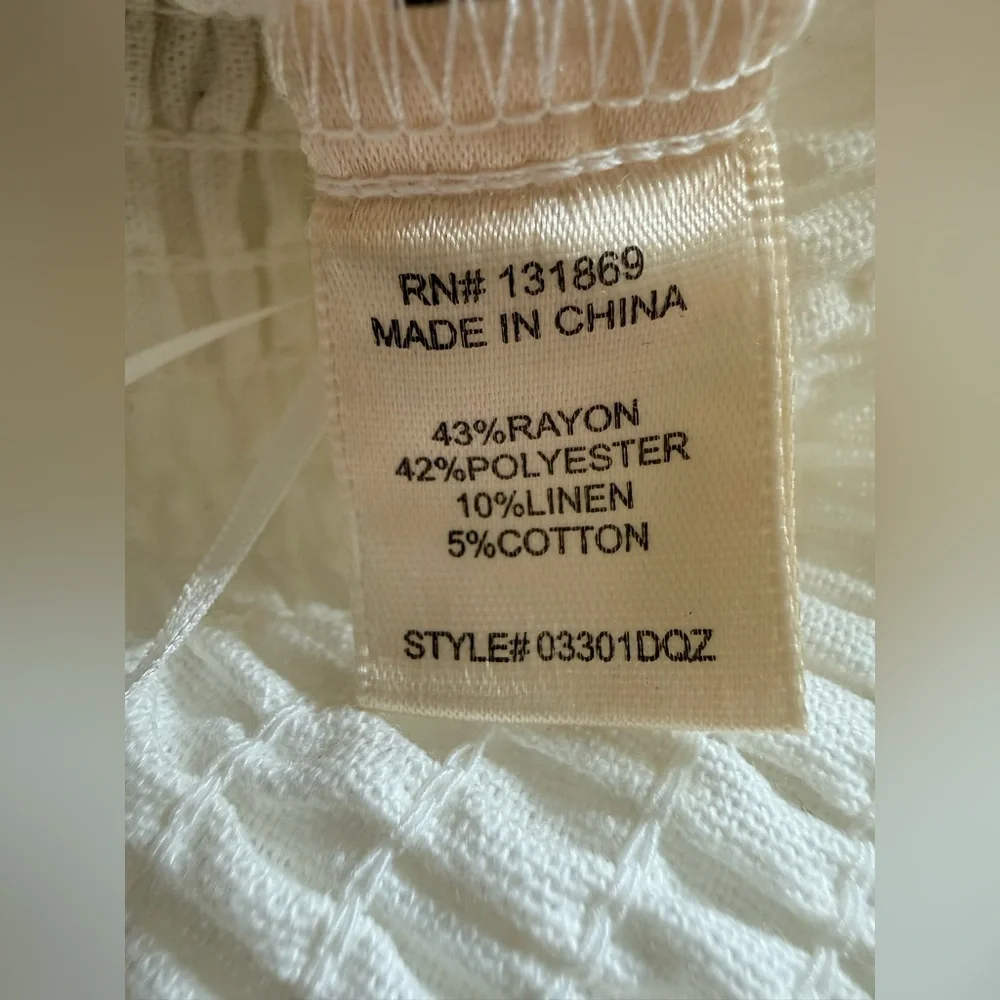 RN# 131869
MADE IN CHINA
43%RAYON
42%POLYESTER
10%LINEN
5%COTTON
STYLE# 03301DQZ